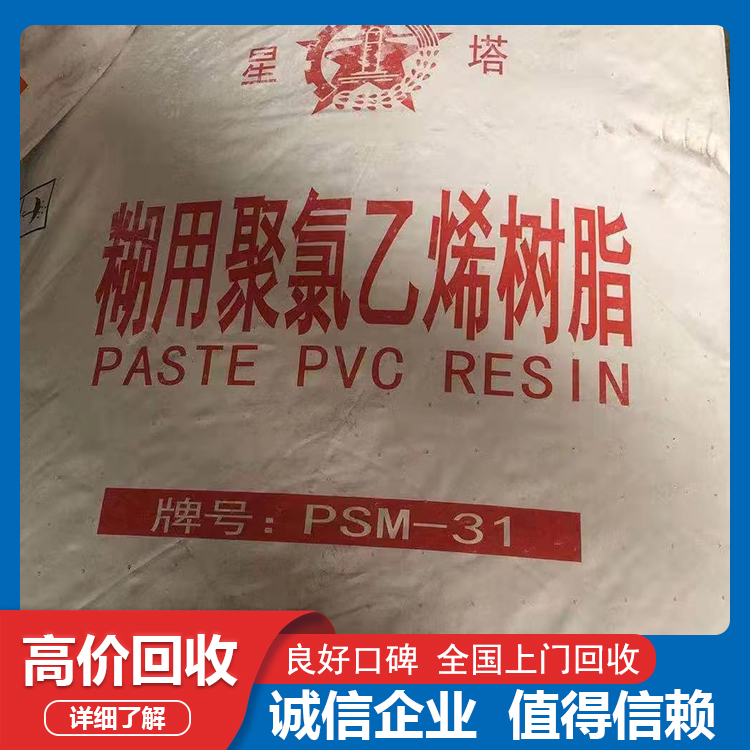 星 塔
糊用聚氯乙烯树脂
PASTE PVC RESIN
牌号：PSM-31
高价回收
详细了解
良好口碑 全国上门回收
诚信企业 值得信赖